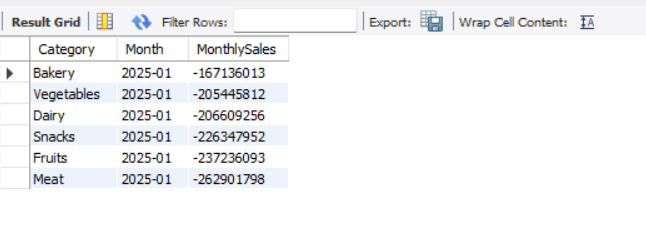 Result Grid Filter Rows: Export: Wrap Cell Content: IA
Category Month MonthlySales
Bakery 2025-01 -167136013
Vegetables 2025-01 -205445812
Dairy 2025-01 -206609256
Snacks 2025-01 -226347952
Fruits 2025-01 -237236093
Meat 2025-01 -262901798